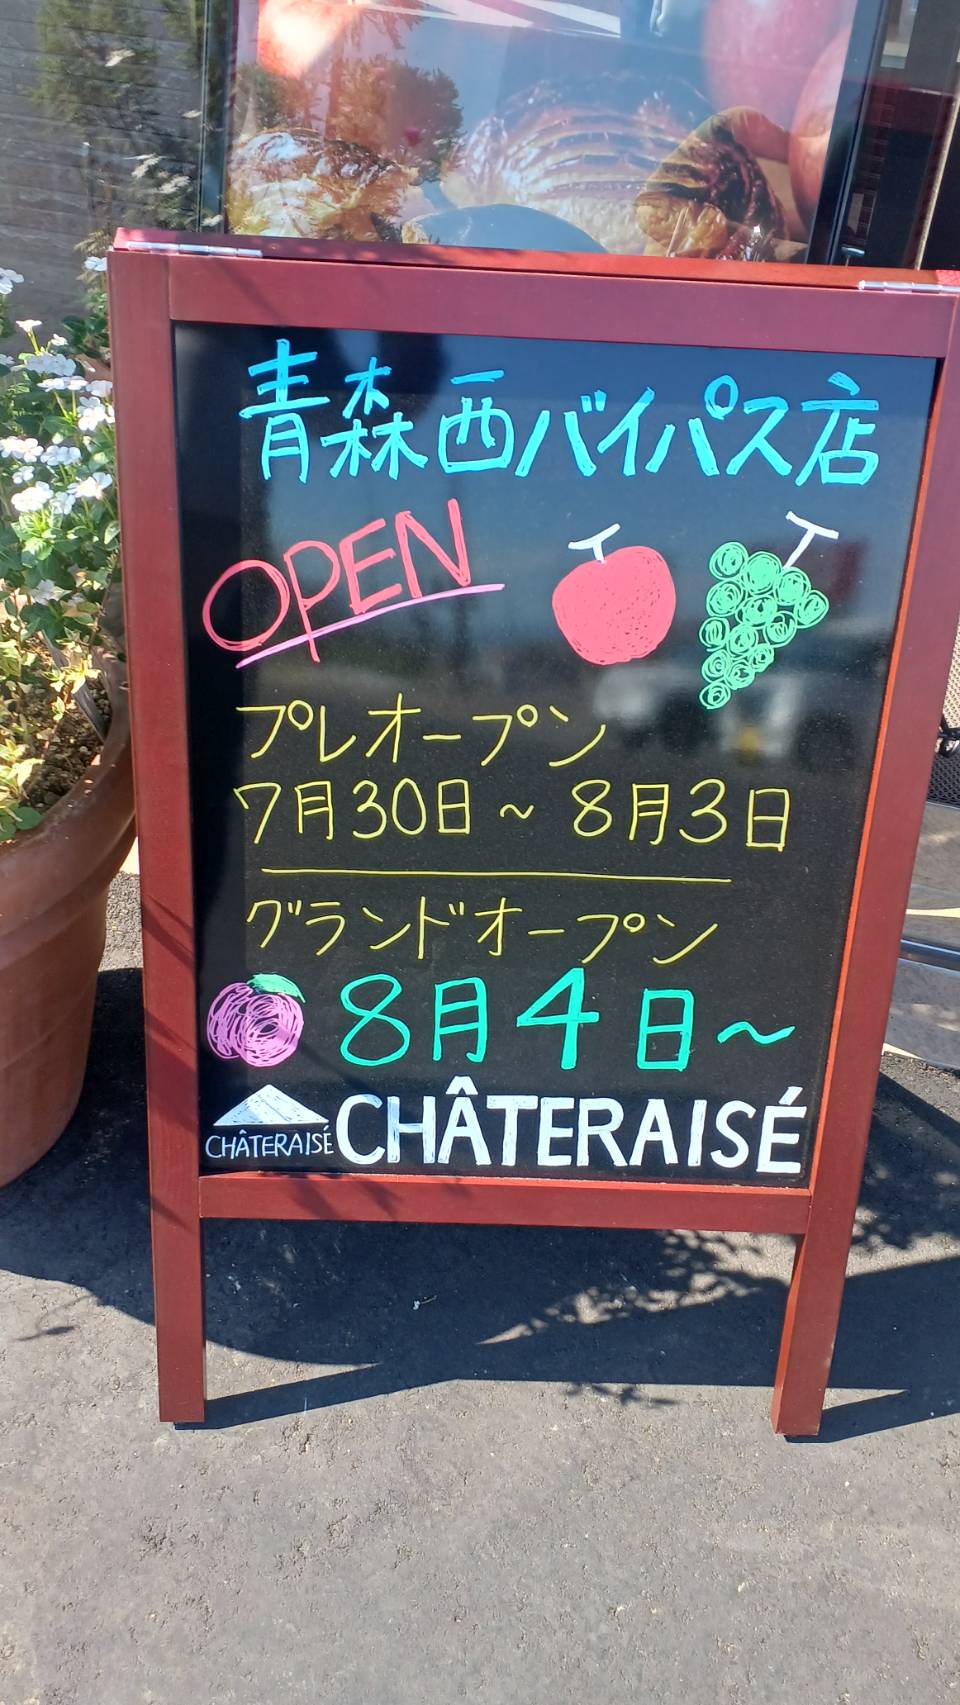 青森西バイパス店
OPEN
プレオープン
7月30日~8月3日
グランドオープン
8月4日~
CHÂTERAISÉ CHÂTERAISÉ